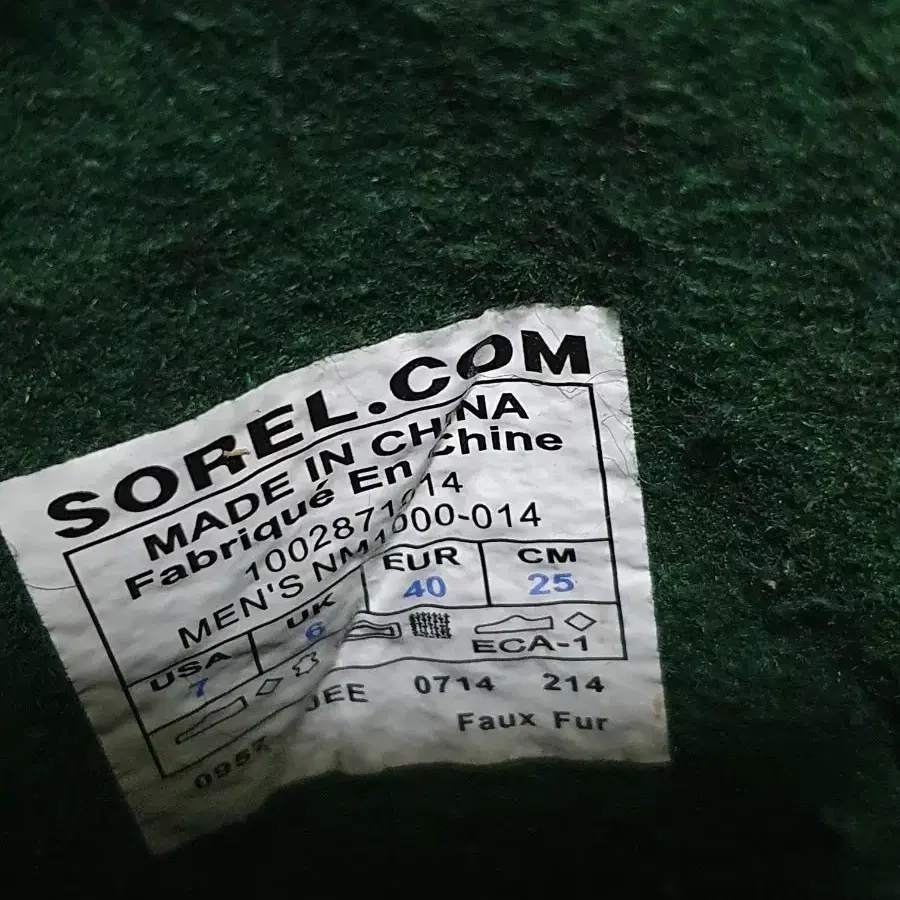 SOREL.COM
MADE IN CHINA
Fabriqué En Chine
1002871014
MEN'S NM1000-014
USA UK EUR CM
7 6 40 25
ECA-1
JEE 0714 214
Faux Fur